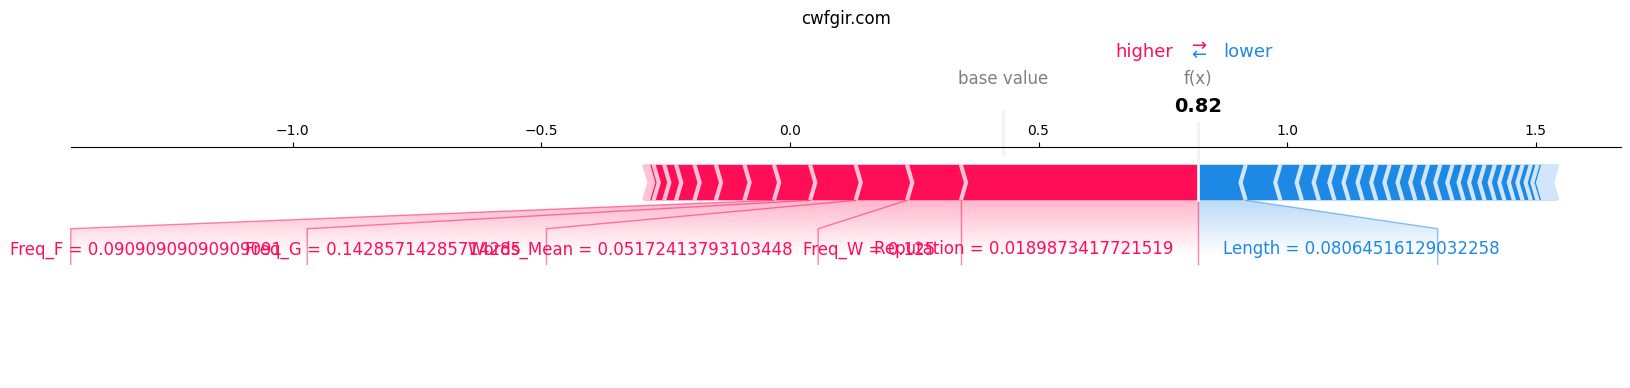 cwfgir.com
higher → ← lower
base value f(x)
0.82
−1.0 −0.5 0.0 0.5 1.0 1.5
Freq_F = 0.09090909090909091 Freq_G = 0.14285714285714285 Words_Mean = 0.05172413793103448 Freq_W = 0.125 Reputation = 0.0189873417721519 Length = 0.08064516129032258